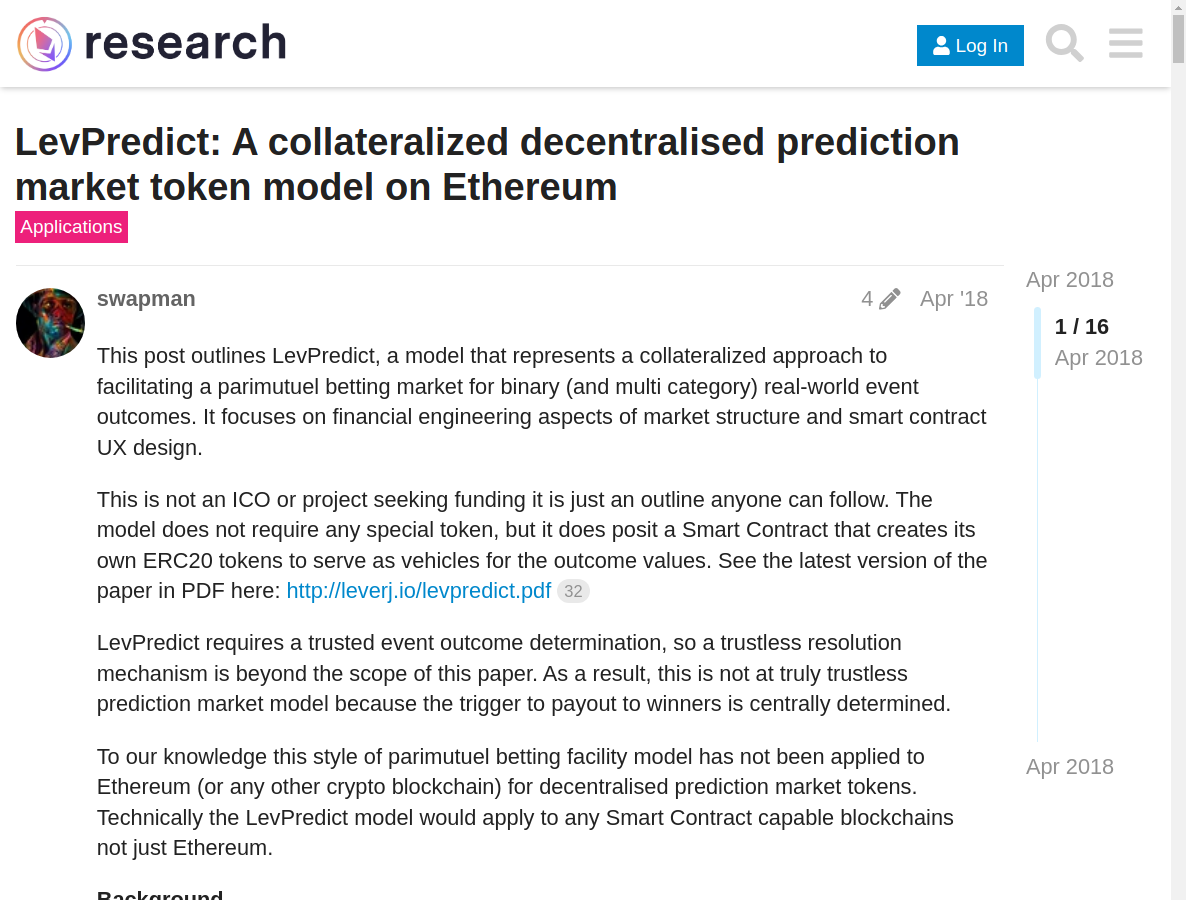 research
Log In
LevPredict: A collateralized decentralised prediction
market token model on Ethereum
Applications
swapman
4
Apr '18
This post outlines LevPredict, a model that represents a collateralized approach to
facilitating a parimutuel betting market for binary (and multi category) real-world event
outcomes. It focuses on financial engineering aspects of market structure and smart contract
UX design.
This is not an ICO or project seeking funding it is just an outline anyone can follow. The
model does not require any special token, but it does posit a Smart Contract that creates its
own ERC20 tokens to serve as vehicles for the outcome values. See the latest version of the
paper in PDF here: http://leverj.io/levpredict.pdf 32
LevPredict requires a trusted event outcome determination, so a trustless resolution
mechanism is beyond the scope of this paper. As a result, this is not at truly trustless
prediction market model because the trigger to payout to winners is centrally determined.
To our knowledge this style of parimutuel betting facility model has not been applied to
Ethereum (or any other crypto blockchain) for decentralised prediction market tokens.
Technically the LevPredict model would apply to any Smart Contract capable blockchains
not just Ethereum.
Background
Apr 2018
1 / 16
Apr 2018
Apr 2018